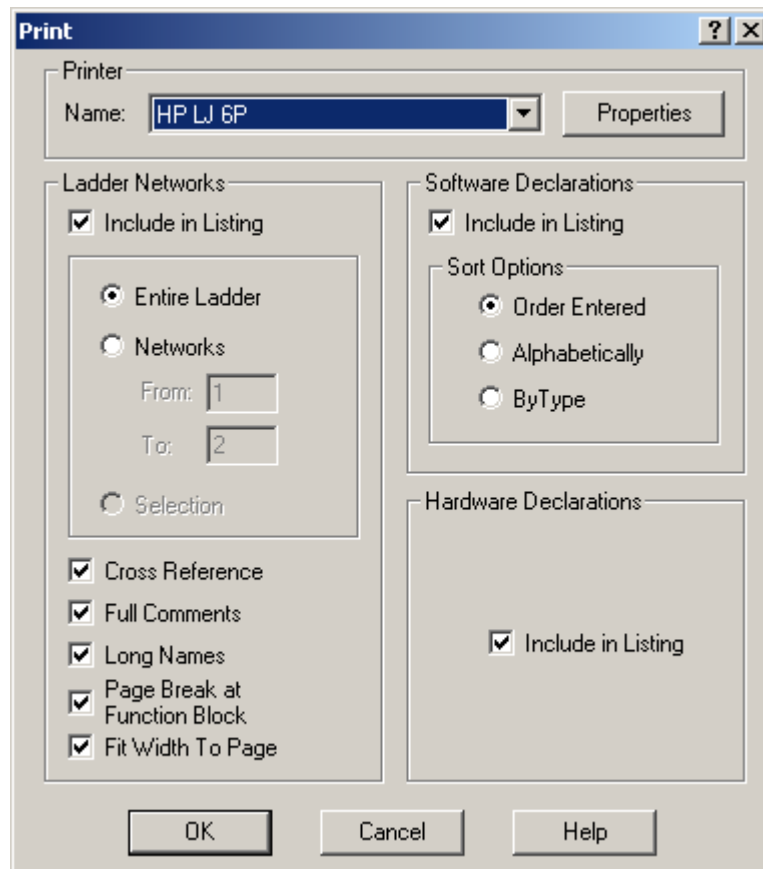 Print
Printer
Name: HP LJ 6P Properties
Ladder Networks
Include in Listing
Entire Ladder
Networks
From: 1
To: 2
Selection
Cross Reference
Full Comments
Long Names
Page Break at
Function Block
Fit Width To Page
Software Declarations
Include in Listing
Sort Options
Order Entered
Alphabetically
ByType
Hardware Declarations
Include in Listing
OK Cancel Help